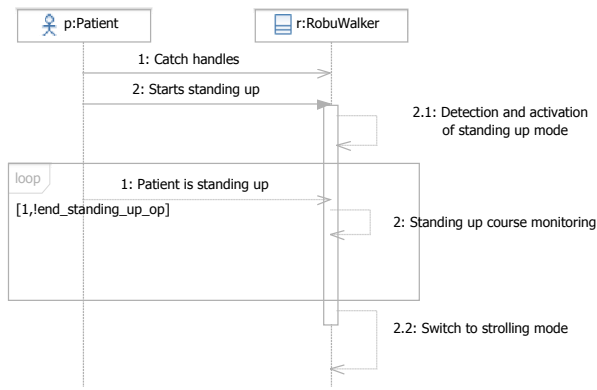 p:Patient
r:RobuWalker
1: Catch handles
2: Starts standing up
2.1: Detection and activation
of standing up mode
loop
1: Patient is standing up
[1,!end_standing_up_op]
2: Standing up course monitoring
2.2: Switch to strolling mode